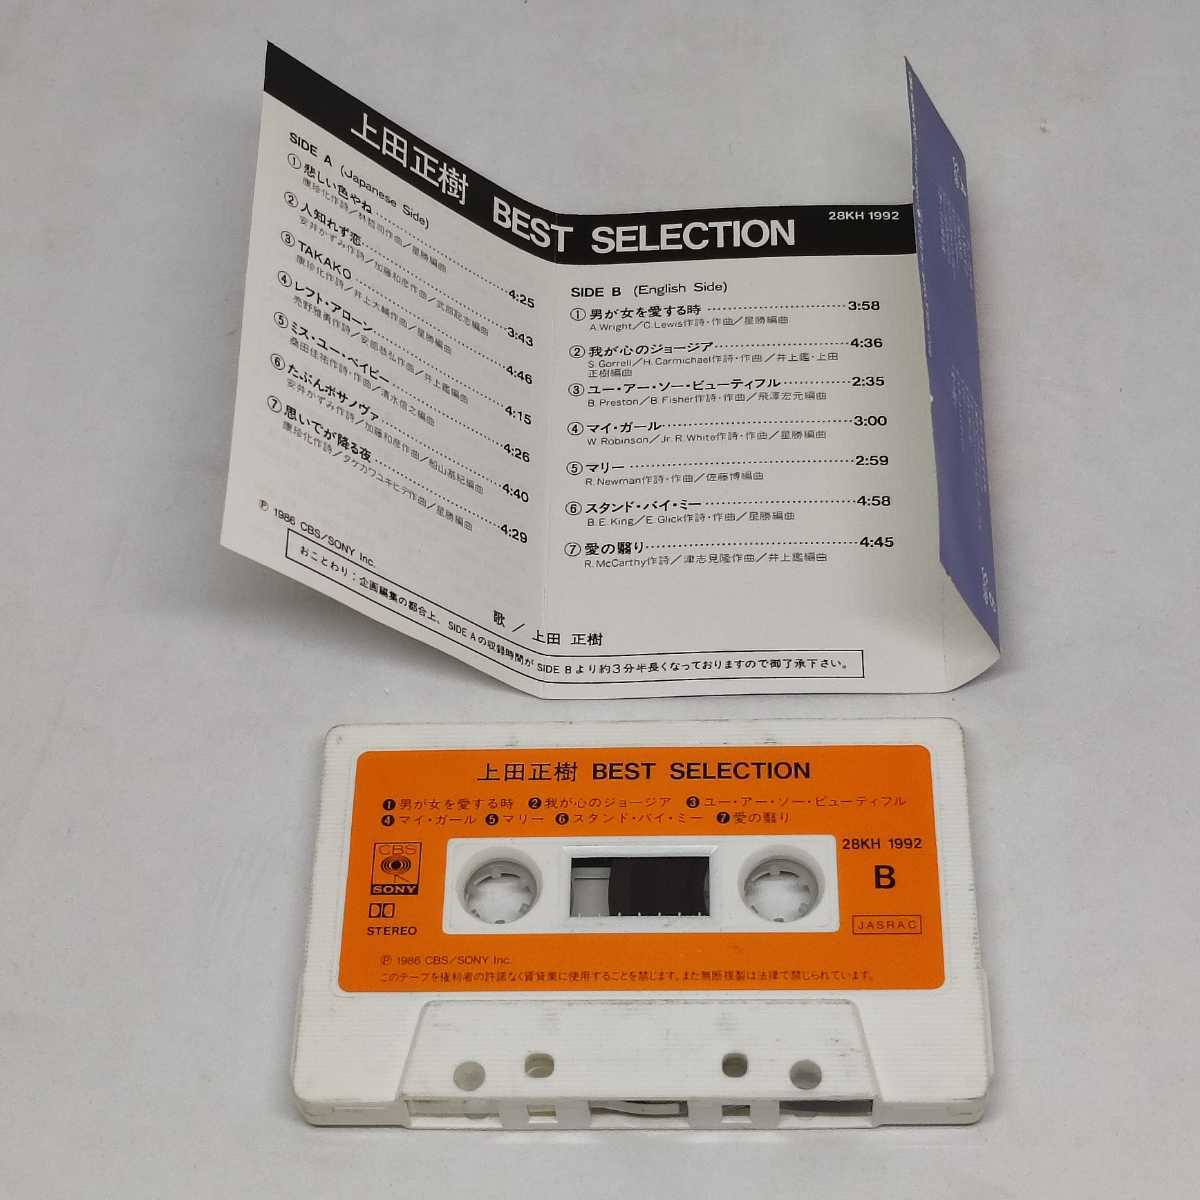 上田正樹 BEST SELECTION
28KH 1992
SIDE A (Japanese Side)
①悲しい色やね 4:25
康珍化作詩/林哲司作曲/星勝編曲
②人知れず恋 3:43
安井かずみ作詩/加藤和彦作曲/武部聡志編曲
③TAKAKO 4:46
康珍化作詩/井上大輔作曲/星勝編曲
④レフト・アローン 4:15
売野雅勇作詩/安部恭弘作曲/井上鑑編曲
⑤ミス・ユー・ベイビー 4:26
桑田佳祐作詩・作曲/清水信之編曲
⑥たぶんボサノヴァ 4:40
安井かずみ作詩/加藤和彦作曲/船山基紀編曲
⑦思いでが降る夜 4:29
康珍化作詩/タケカワユキヒデ作曲/星勝編曲
Ⓟ 1986 CBS/SONY Inc.
SIDE B (English Side)
①男が女を愛する時 3:58
A.Wright/C.Lewis作詩・作曲/星勝編曲
②我が心のジョージア 4:36
S.Gorrell/H.Carmichael作詩・作曲/井上鑑・上田
正樹編曲
③ユー・アー・ソー・ビューティフル 2:35
B.Preston/B.Fisher作詩・作曲/飛澤宏元編曲
④マイ・ガール 3:00
W.Robinson/Jr.R.White作詩・作曲/星勝編曲
⑤マリー 2:59
R.Newman作詩・作曲/佐藤博編曲
⑥スタンド・バイ・ミー 4:58
B.E.King/E.Glick作詩・作曲/星勝編曲
⑦愛の翳り 4:45
R.McCarthy作詩/津志見隆作曲/井上鑑編曲
歌/上田 正樹
おことわり;企画編集の都合上、SIDE Aの収録時間がSIDE Bより約3分半長くなっておりますので御了承下さい。
上田正樹 BEST SELECTION
❶男が女を愛する時 ❷我が心のジョージア ❸ユー・アー・ソー・ビューティフル
❹マイ・ガール ❺マリー ❻スタンド・バイ・ミー ❼愛の翳り
CBS
SONY
STEREO
28KH 1992
B
JASRAC
Ⓟ 1986 CBS/SONY Inc.
このテープを権利者の許諾なく賃貸業に使用することを禁じます。また無断複製は法律で禁じられています。